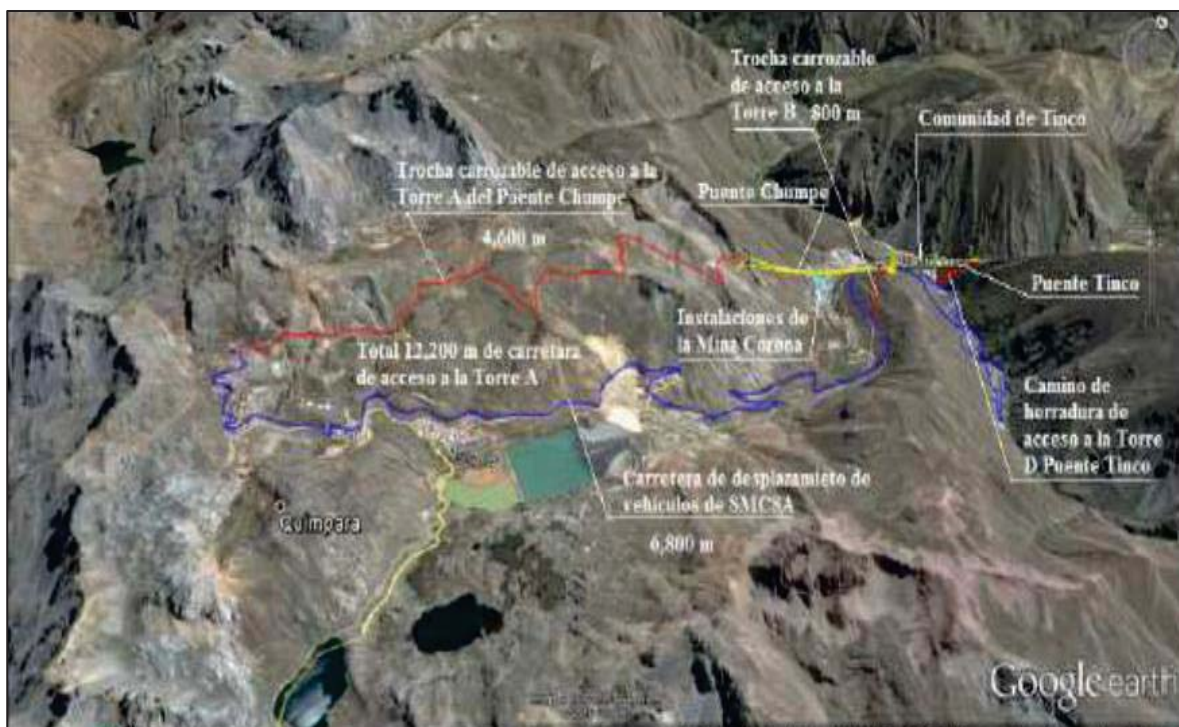 Trocha carrozable
de acceso a la
Torre B 800 m
Comunidad de Tinco
Trocha carrozable de acceso a la
Torre A del Puente Chumpe
4,600 m
Puente Chumpe
Puente Tinco
Instalaciones de
la Mina Corona
Total 12,200 m de carretara
de acceso a la Torre A
Camino de
herradura de
acceso a la Torre
D Puente Tinco
Carretera de desplazamieto de
vehículos de SMCSA
6,800 m
Quimpara
Google earth